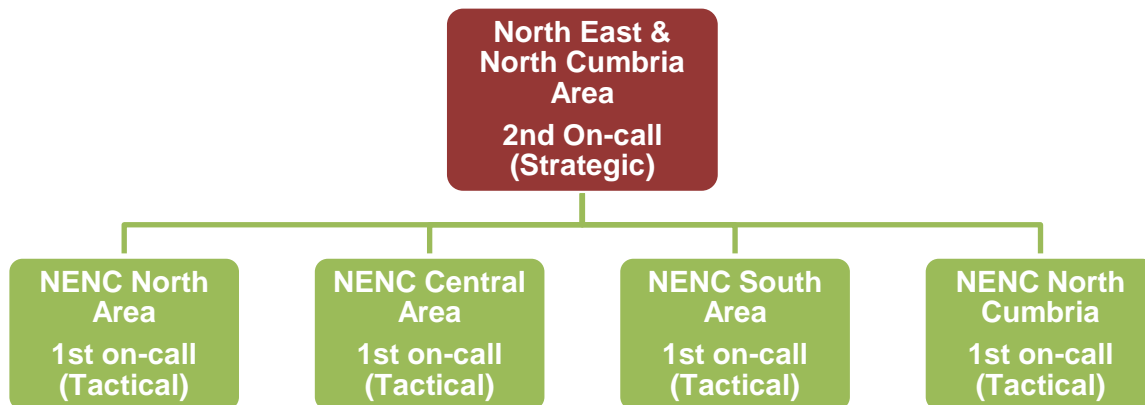 North East &
North Cumbria
Area
2nd On-call
(Strategic)
NENC North
Area
1st on-call
(Tactical)
NENC Central
Area
1st on-call
(Tactical)
NENC South
Area
1st on-call
(Tactical)
NENC North
Cumbria
1st on-call
(Tactical)